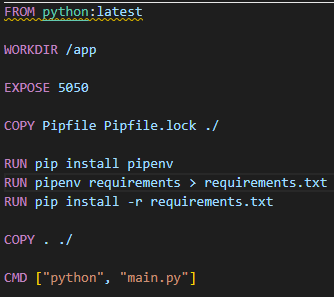 FROM python:latest
WORKDIR /app
EXPOSE 5050
COPY Pipfile Pipfile.lock ./
RUN pip install pipenv
RUN pipenv requirements > requirements.txt
RUN pip install -r requirements.txt
COPY . ./
CMD ["python", "main.py"]